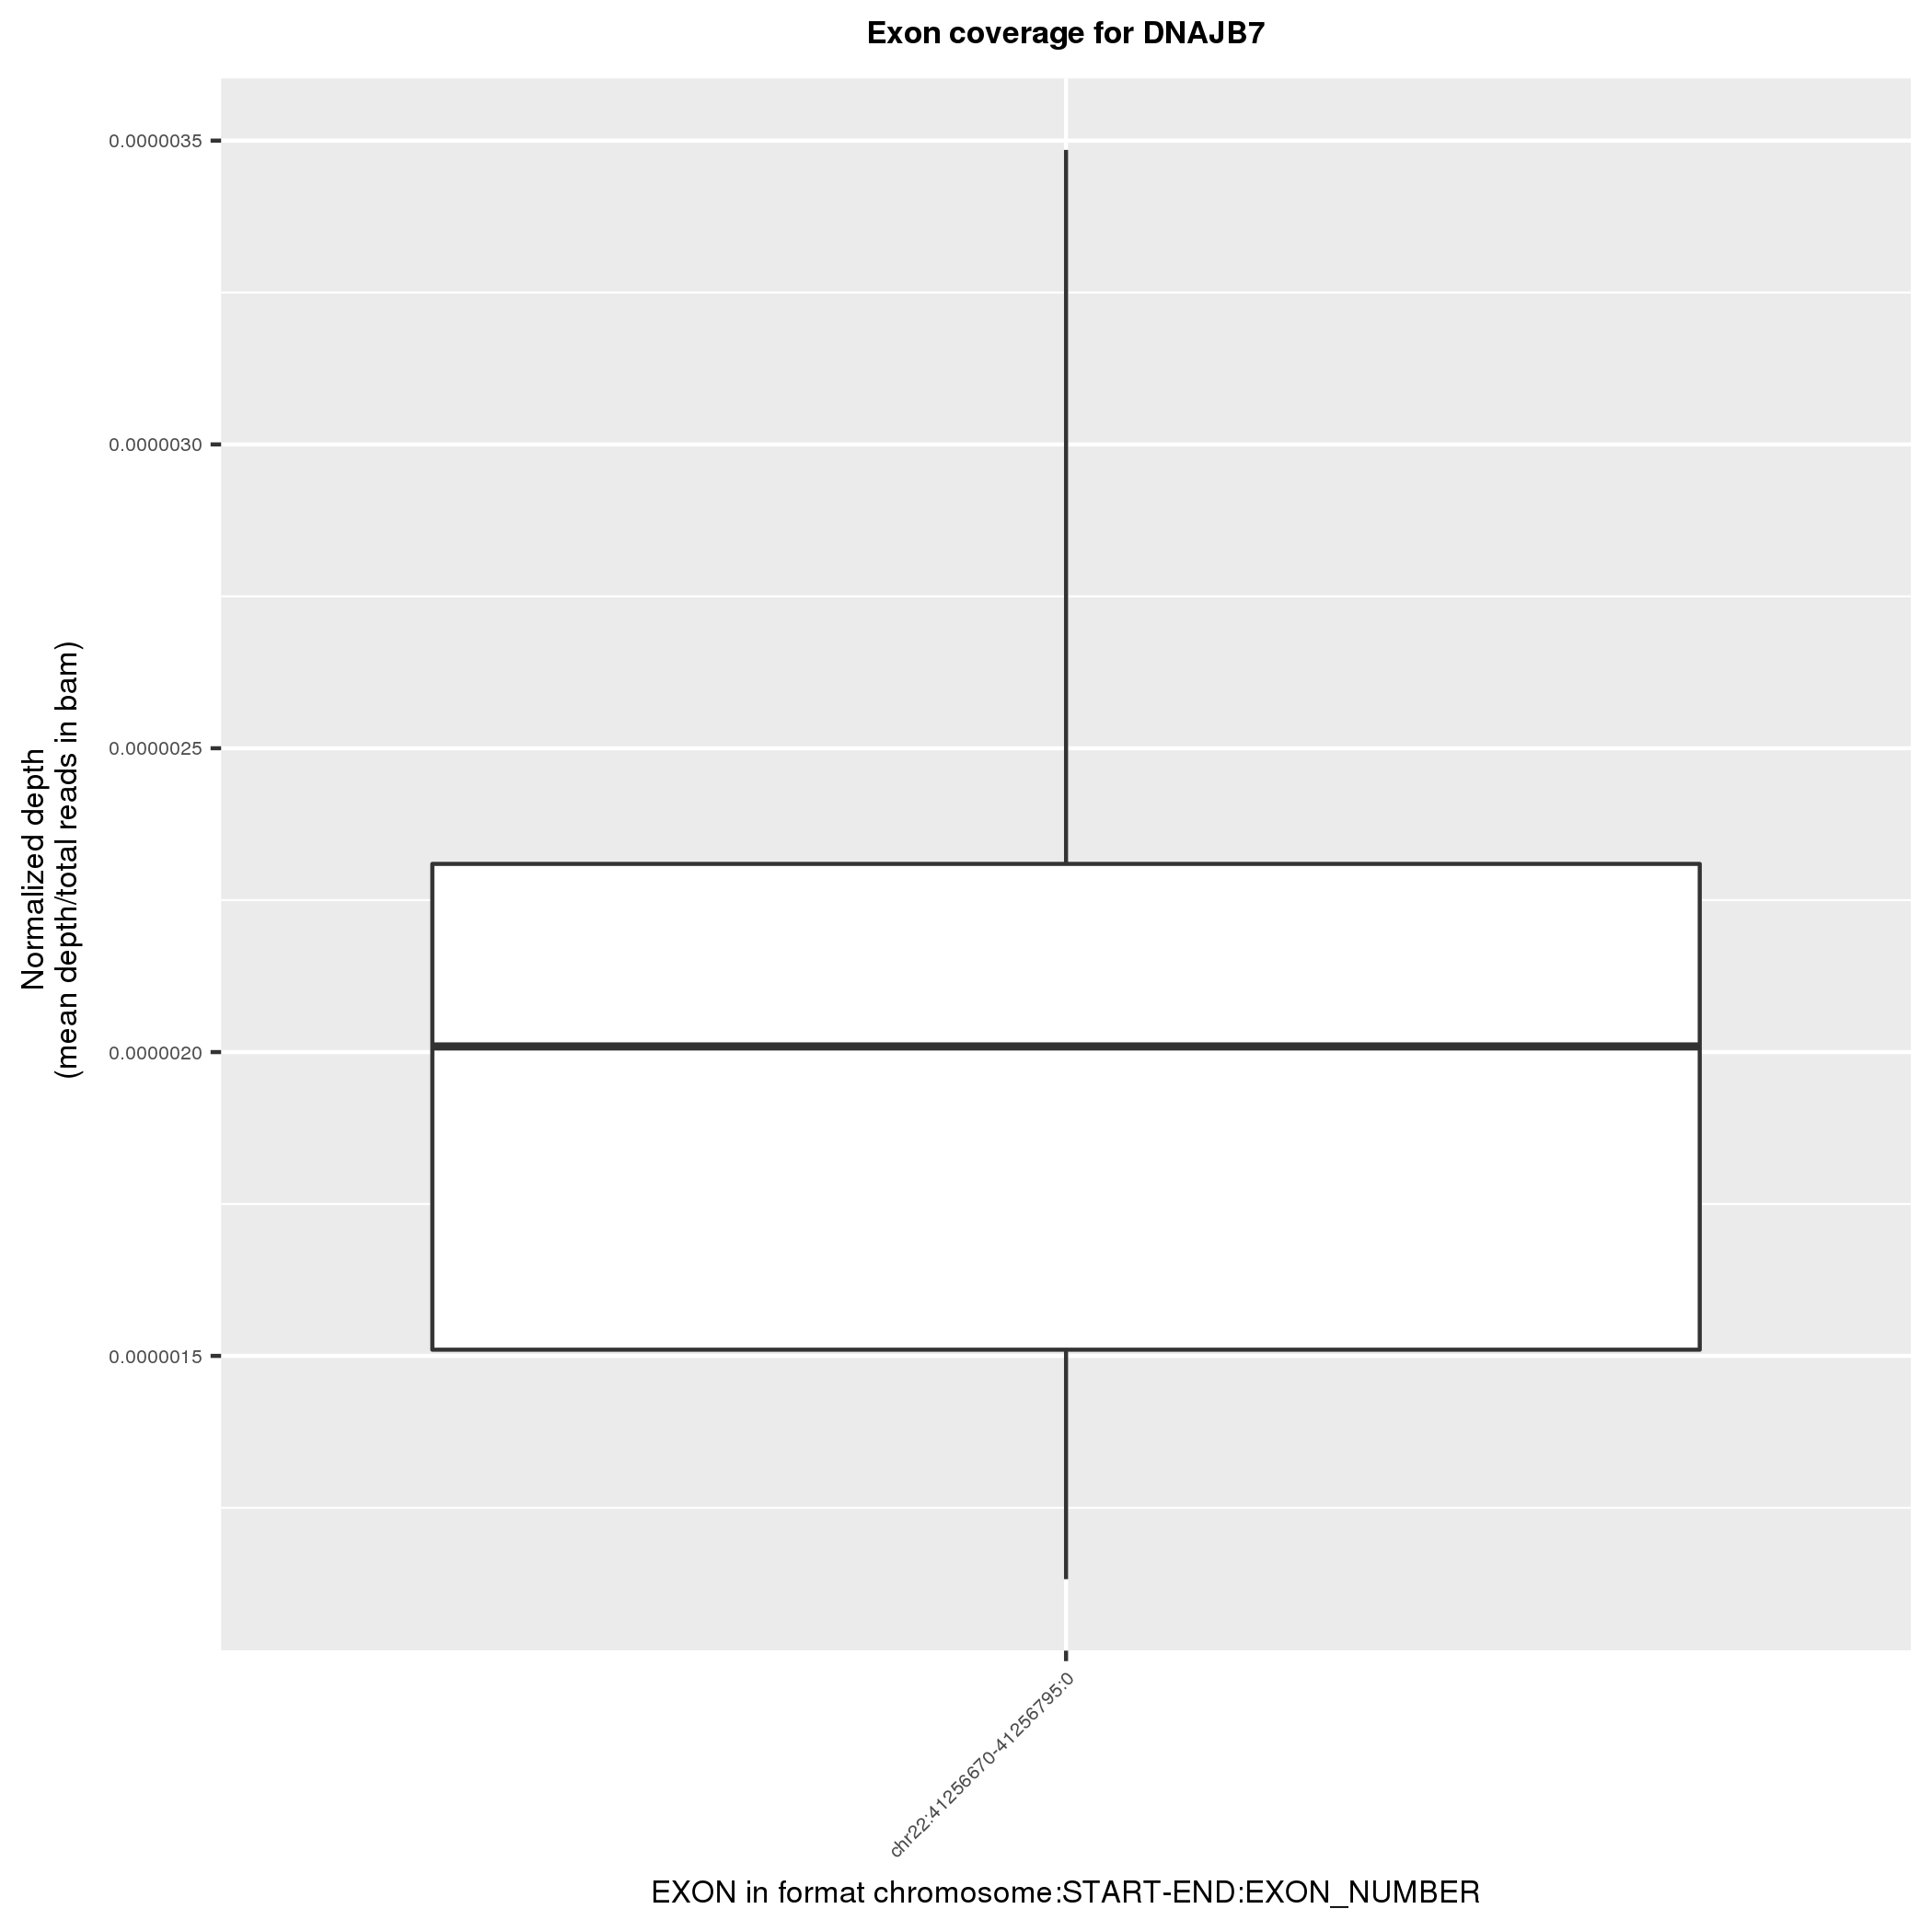 Exon coverage for DNAJB7
Normalized depth
(mean depth/total reads in bam)
0.0000035
0.0000030
0.0000025
0.0000020
0.0000015
chr22:41256670-41256795:0
EXON in format chromosome:START-END:EXON_NUMBER